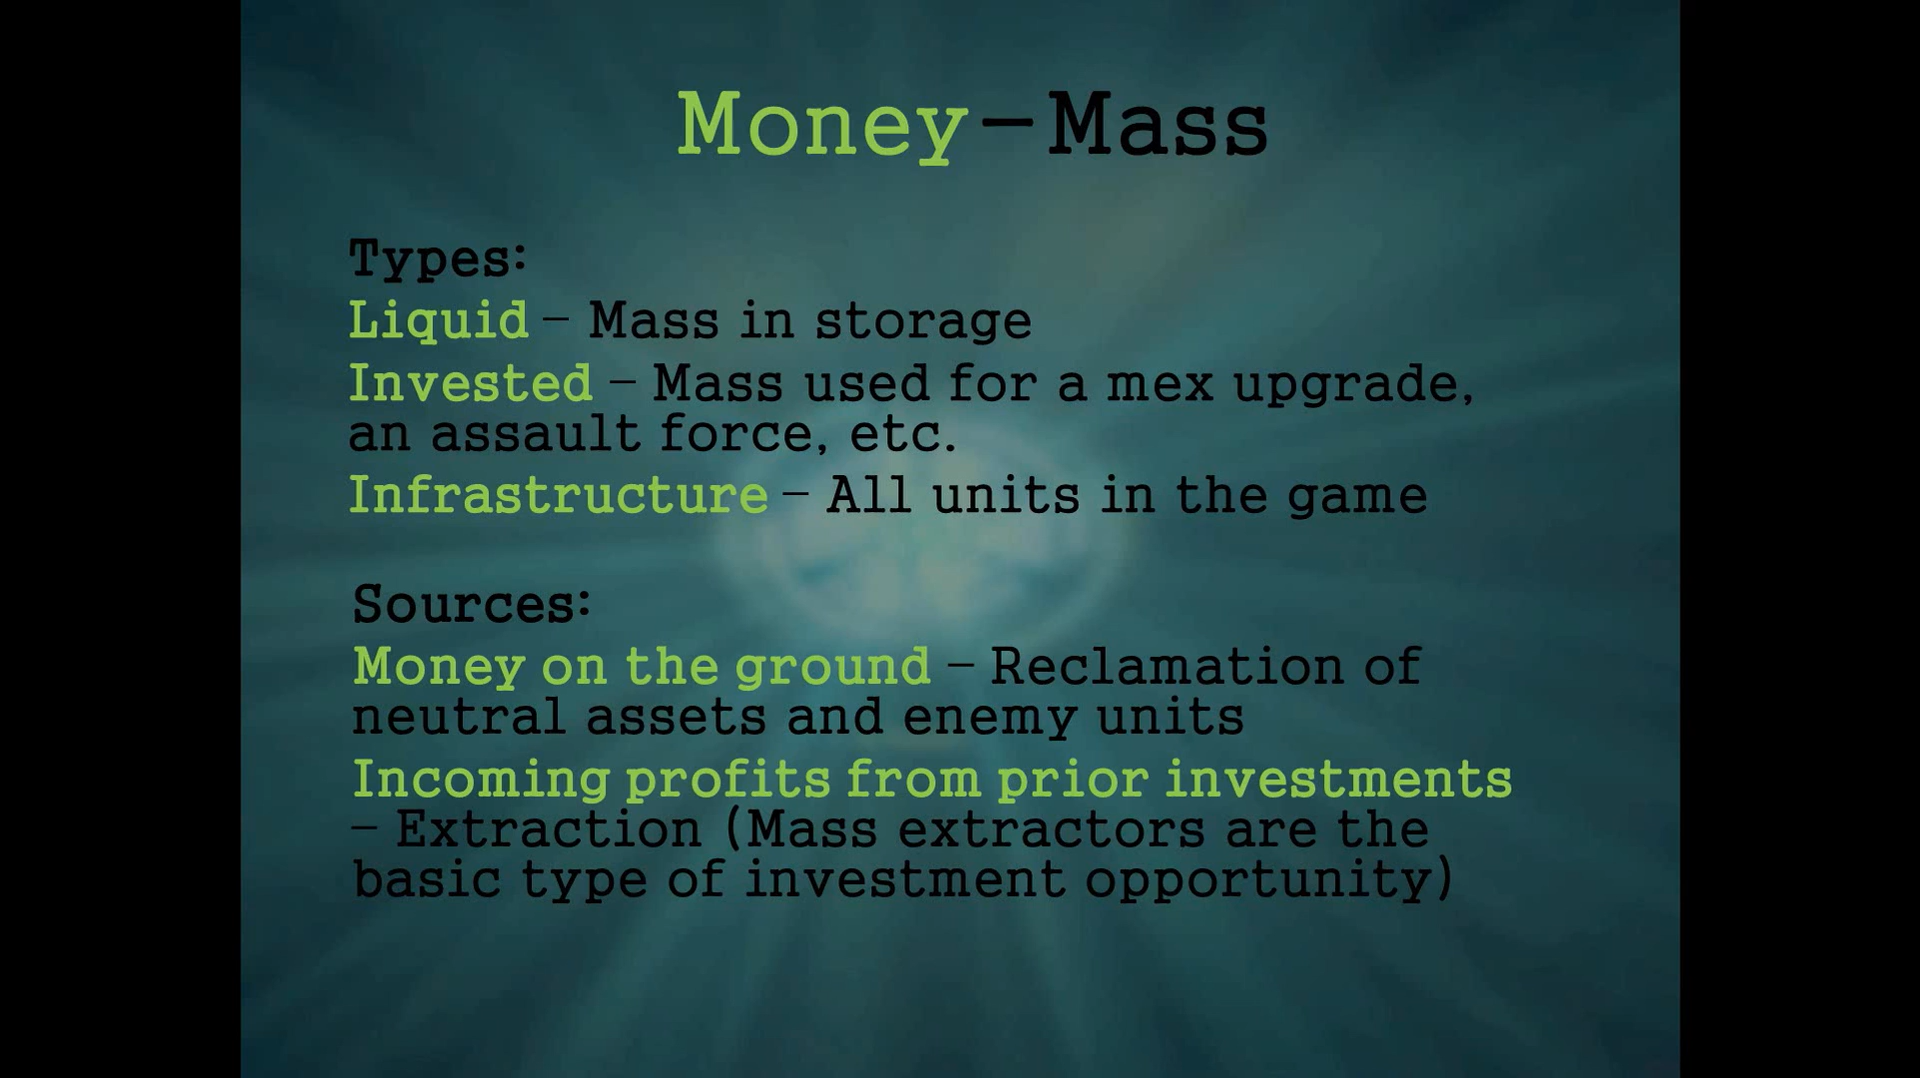 Money-Mass
Types:
Liquid – Mass in storage
Invested – Mass used for a mex upgrade,
an assault force, etc.
Infrastructure – All units in the game
Sources:
Money on the ground – Reclamation of
neutral assets and enemy units
Incoming profits from prior investments
– Extraction (Mass extractors are the
basic type of investment opportunity)